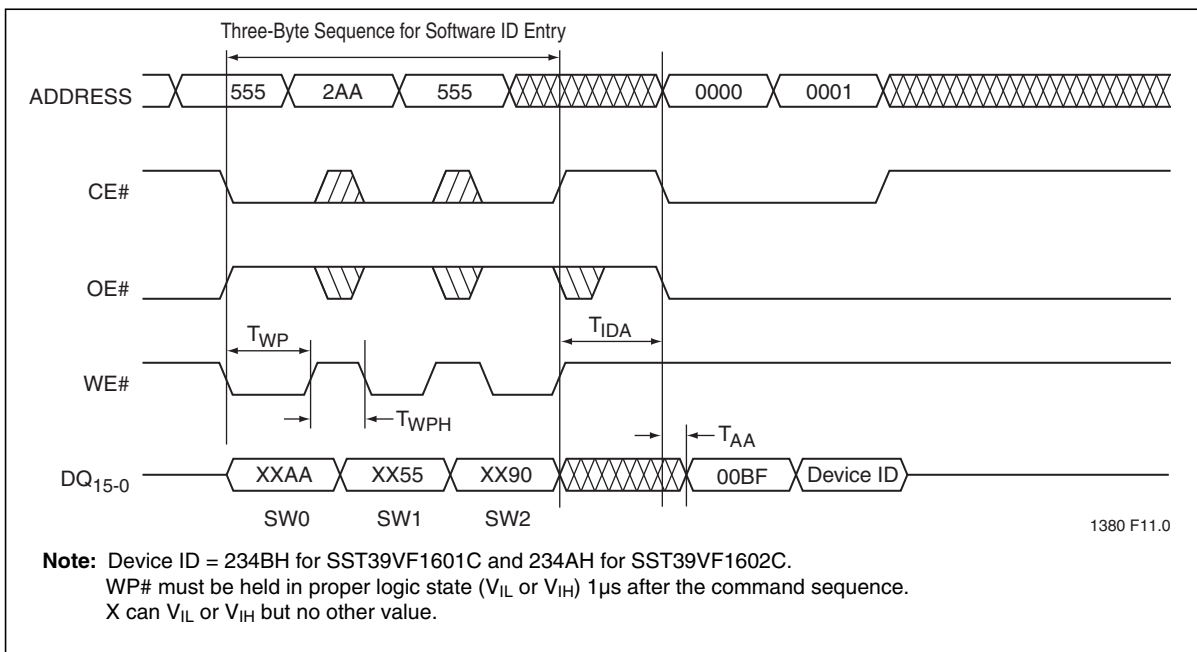 Three-Byte Sequence for Software ID Entry
ADDRESS 555 2AA 555 0000 0001
CE#
OE#
TWP TIDA
WE#
TWPH
TAA
DQ15-0 XXAA XX55 XX90 00BF Device ID
SW0 SW1 SW2
1380 F11.0
Note: Device ID = 234BH for SST39VF1601C and 234AH for SST39VF1602C.
WP# must be held in proper logic state (VIL or VIH) 1µs after the command sequence.
X can VIL or VIH but no other value.